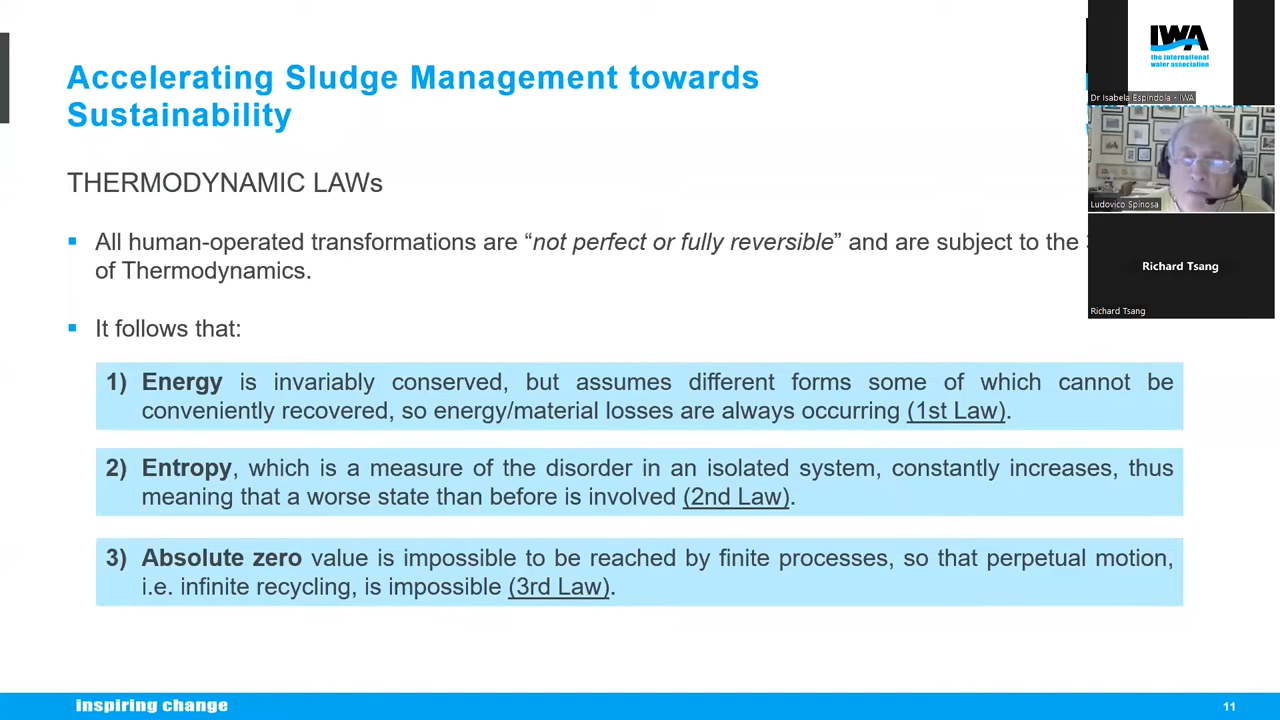 Accelerating Sludge Management towards
Sustainability
THERMODYNAMIC LAWs
All human-operated transformations are “not perfect or fully reversible” and are subject to the
of Thermodynamics.
It follows that:
1) Energy is invariably conserved, but assumes different forms some of which cannot be
conveniently recovered, so energy/material losses are always occurring (1st Law).
2) Entropy, which is a measure of the disorder in an isolated system, constantly increases, thus
meaning that a worse state than before is involved (2nd Law).
3) Absolute zero value is impossible to be reached by finite processes, so that perpetual motion,
i.e. infinite recycling, is impossible (3rd Law).
inspiring change
11
IWA
the international
water association
Dr Isabela Espindola - IWA
Ludovico Spinosa
Richard Tsang
Richard Tsang